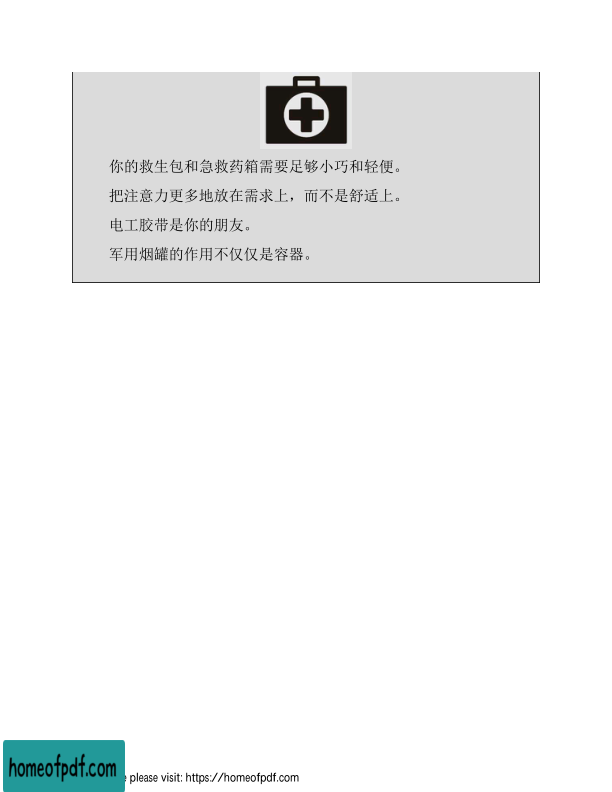 你的救生包和急救药箱需要足够小巧和轻便。
把注意力更多地放在需求上，而不是舒适上。
电工胶带是你的朋友。
军用烟罐的作用不仅仅是容器。
homeofpdf.com
please visit: https://homeofpdf.com